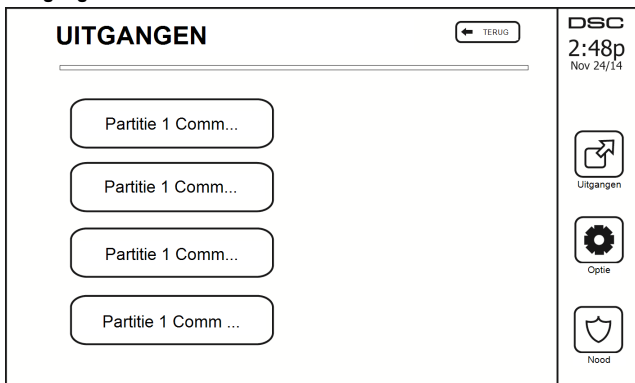 UITGANGEN
TERUG
Partitie 1 Comm...
Partitie 1 Comm...
Partitie 1 Comm...
Partitie 1 Comm ...
DSC
2:48p
Nov 24/14
Uitgangen
Optie
Nood